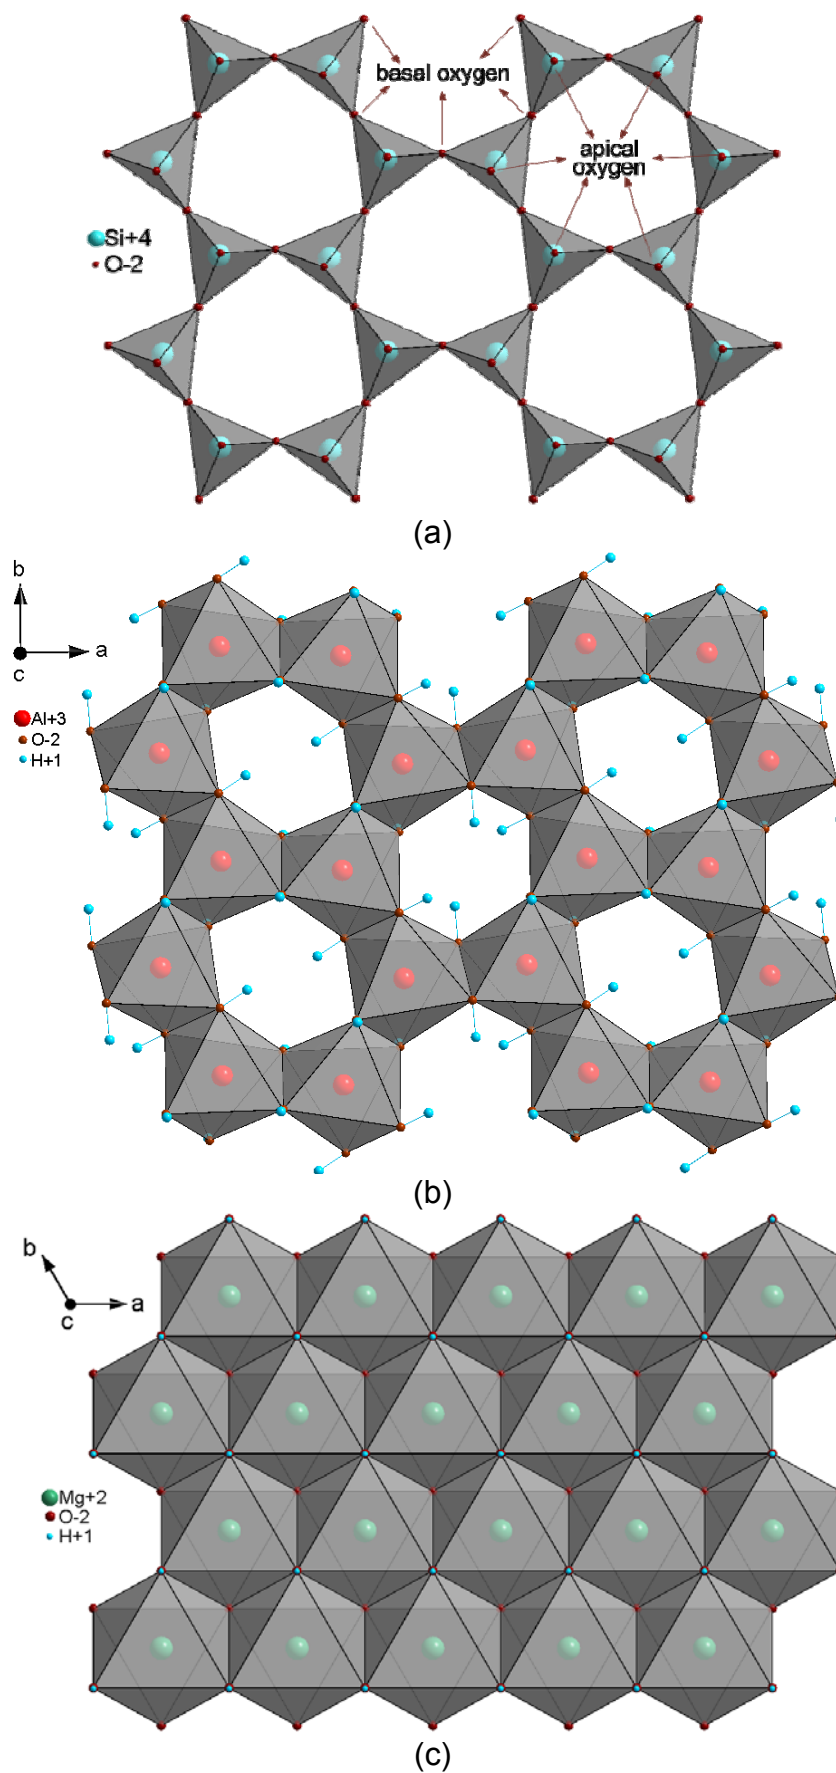 basal oxygen
apical
oxygen
Si+4
O-2
(a)
b
a
c
Al+3
O-2
H+1
(b)
b
a
c
Mg+2
O-2
H+1
(c)